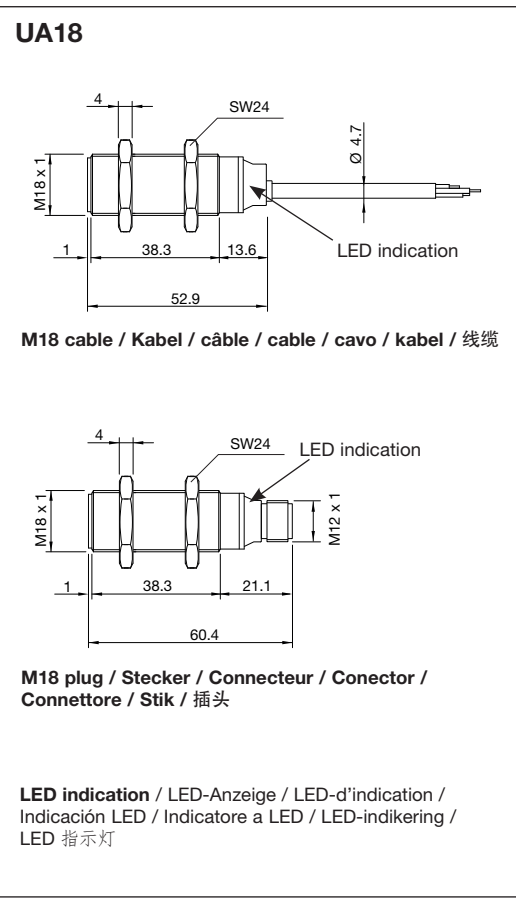 UA18
4
SW24
Ø 4.7
M18 x 1
LED indication
1
38.3
13.6
52.9
M18 cable / Kabel / câble / cable / cavo / kabel / 线缆
4
SW24
LED indication
M18 x 1
M12 x 1
1
38.3
21.1
60.4
M18 plug / Stecker / Connecteur / Conector /
Connettore / Stik / 插头
LED indication / LED-Anzeige / LED-d’indication /
Indicación LED / Indicatore a LED / LED-indikering /
LED 指示灯